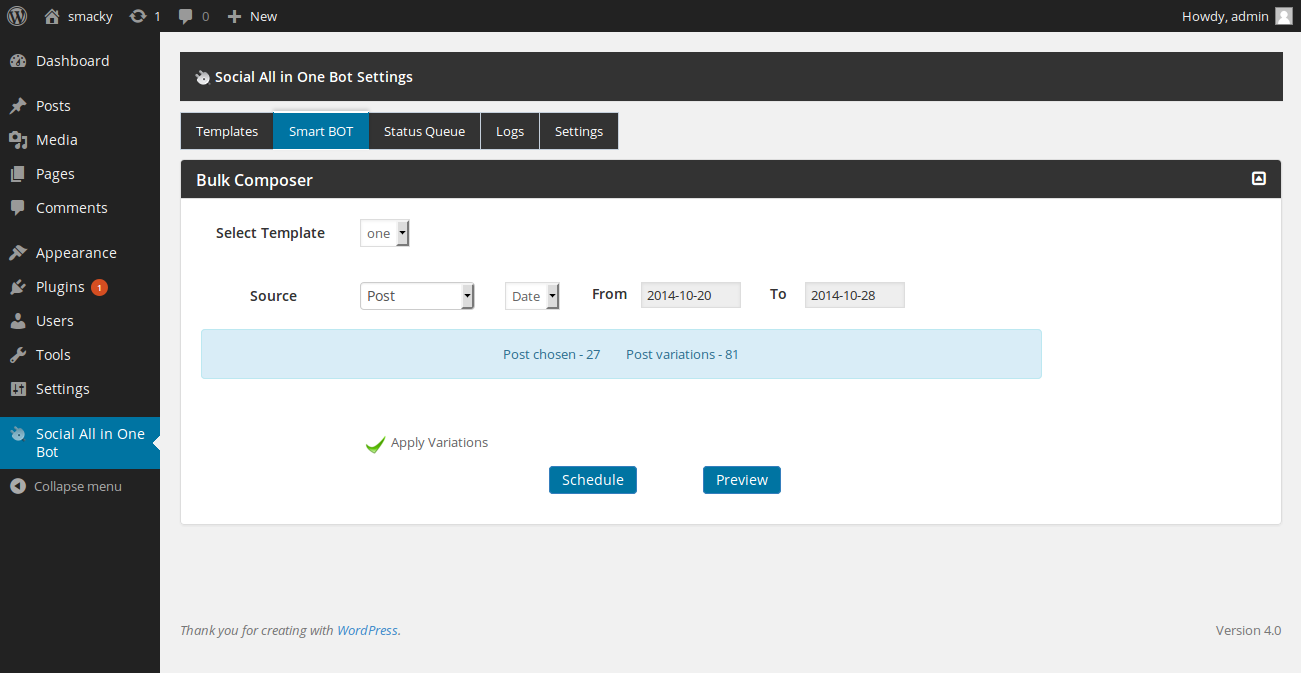 smacky 1 0 New Howdy, admin
Dashboard
Posts
Media
Pages
Comments
Appearance
Plugins 1
Users
Tools
Settings
Social All in One
Bot
Collapse menu
Social All in One Bot Settings
Templates Smart BOT Status Queue Logs Settings
Bulk Composer
Select Template one
Source Post Date From 2014-10-20 To 2014-10-28
Post chosen - 27 Post variations - 81
Apply Variations
Schedule Preview
Thank you for creating with WordPress. Version 4.0